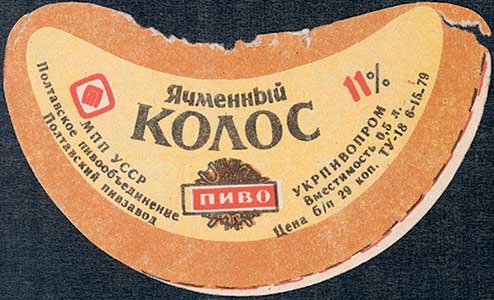 МПП УССР
Полтавское пивообъединение
Полтавский пивзавод
Ячменный
КОЛОС
ПИВО
11%
УКРПИВОПРОМ
Вместимость 0,5 л.
Цена б/п 29 коп. ТУ-18 6-15-79